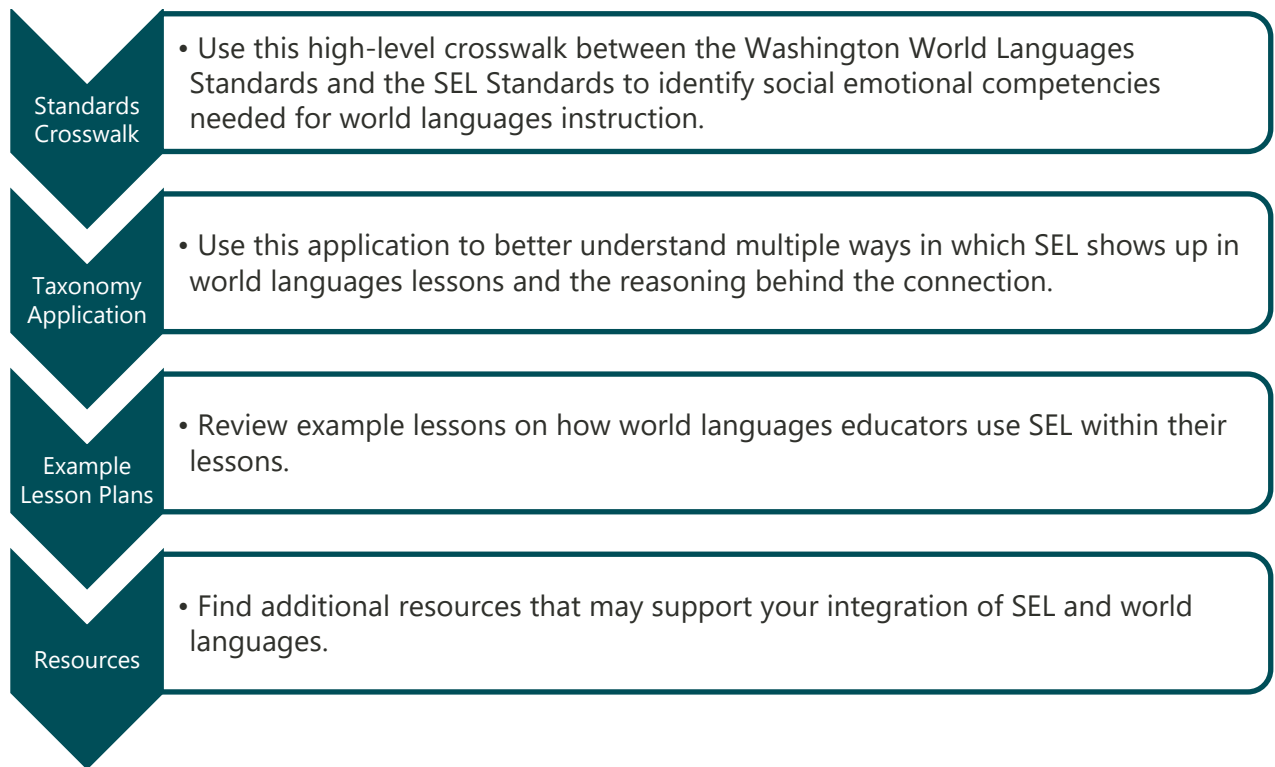 Standards
Crosswalk
• Use this high-level crosswalk between the Washington World Languages
Standards and the SEL Standards to identify social emotional competencies
needed for world languages instruction.
Taxonomy
Application
• Use this application to better understand multiple ways in which SEL shows up in
world languages lessons and the reasoning behind the connection.
Example
Lesson Plans
• Review example lessons on how world languages educators use SEL within their
lessons.
Resources
• Find additional resources that may support your integration of SEL and world
languages.